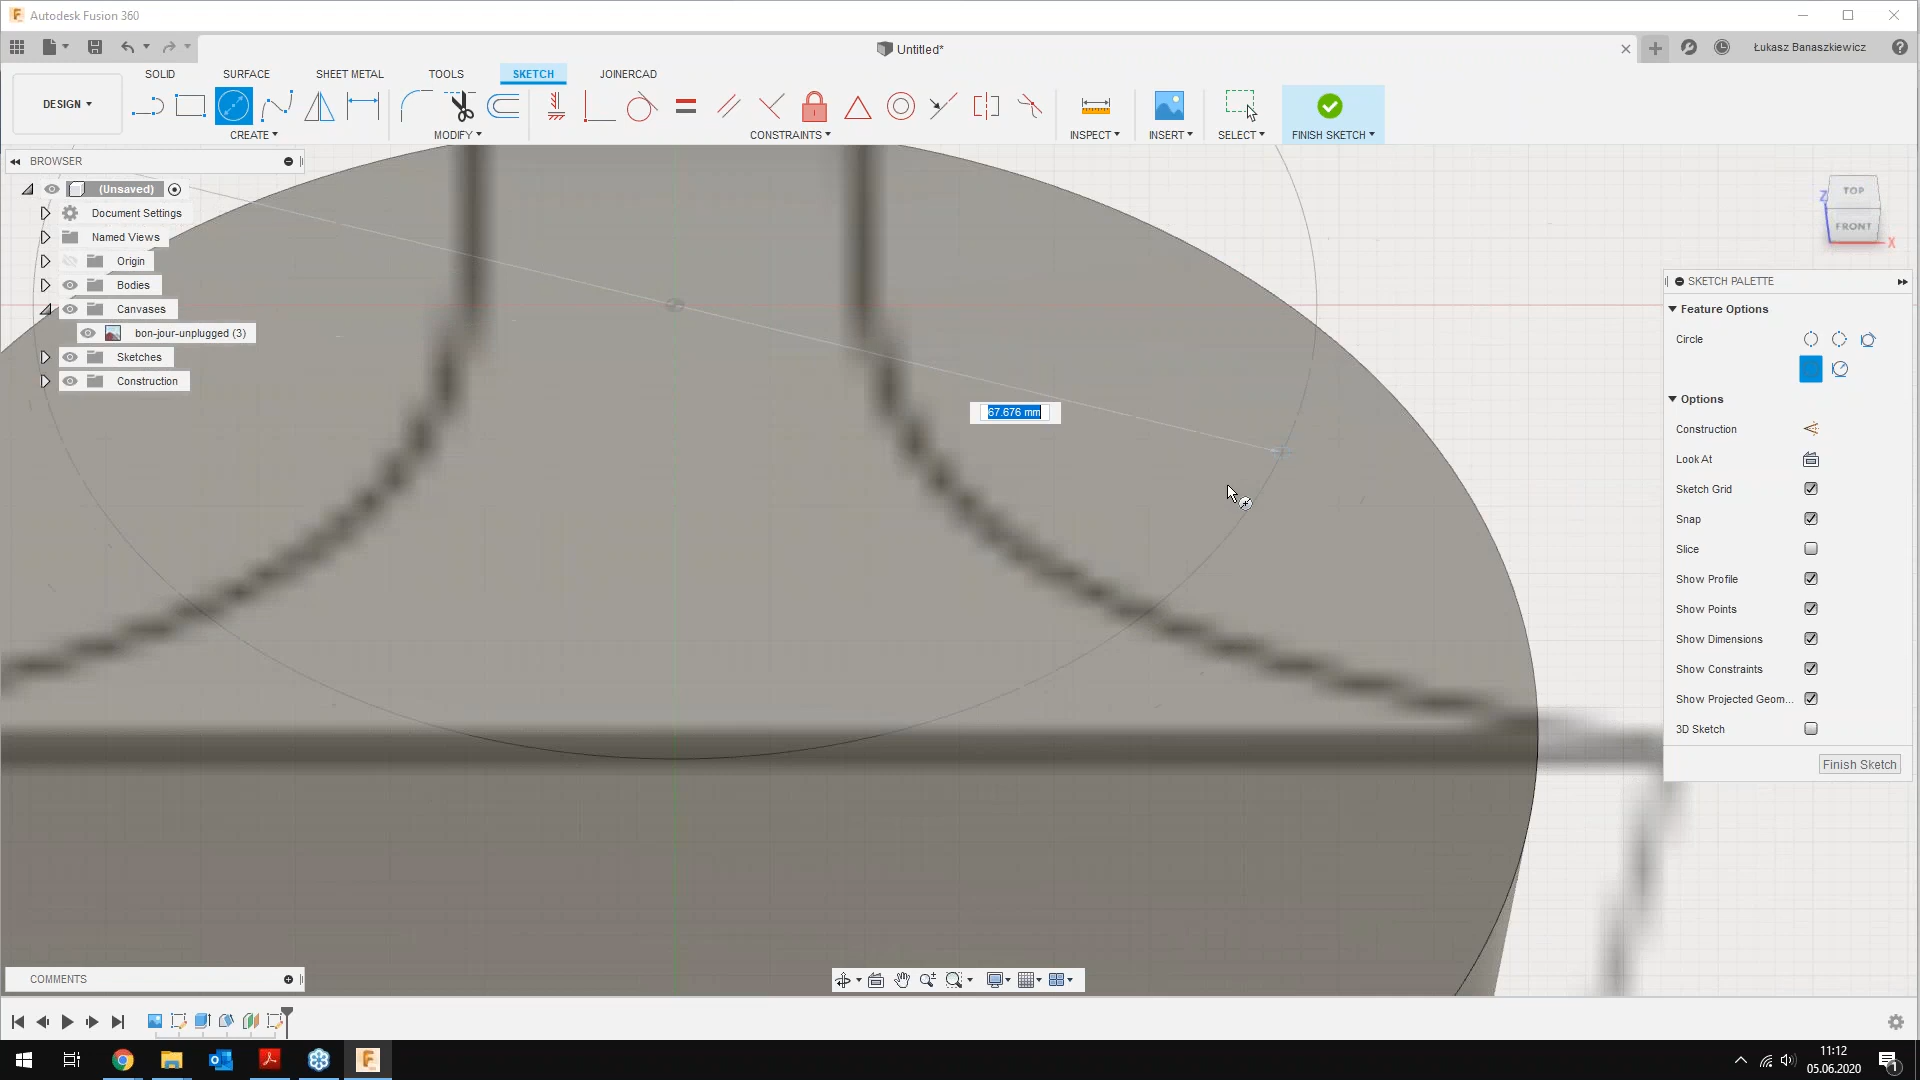 Autodesk Fusion 360
Untitled*
Łukasz Banaszkiewicz
DESIGN
SOLID
SURFACE
SHEET METAL
TOOLS
SKETCH
JOINERCAD
CREATE
MODIFY
CONSTRAINTS
INSPECT
INSERT
SELECT
FINISH SKETCH
BROWSER
(Unsaved)
Document Settings
Named Views
Origin
Bodies
Canvases
bon-jour-unplugged (3)
Sketches
Construction
67.676 mm
TOP
FRONT
Z
X
SKETCH PALETTE
Feature Options
Circle
Options
Construction
Look At
Sketch Grid
Snap
Slice
Show Profile
Show Points
Show Dimensions
Show Constraints
Show Projected Geom...
3D Sketch
Finish Sketch
COMMENTS
11:12
05.06.2020
1